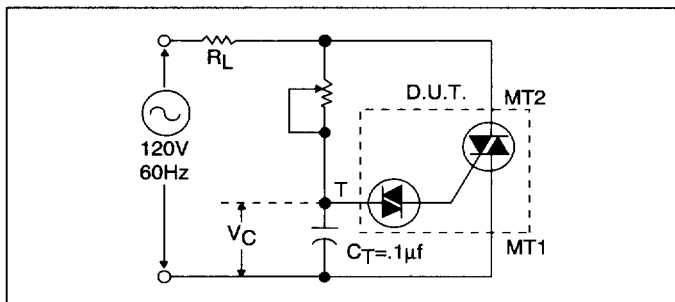 RL
D.U.T.
MT2
120V
60Hz
T
VC
CT=.1μf
MT1